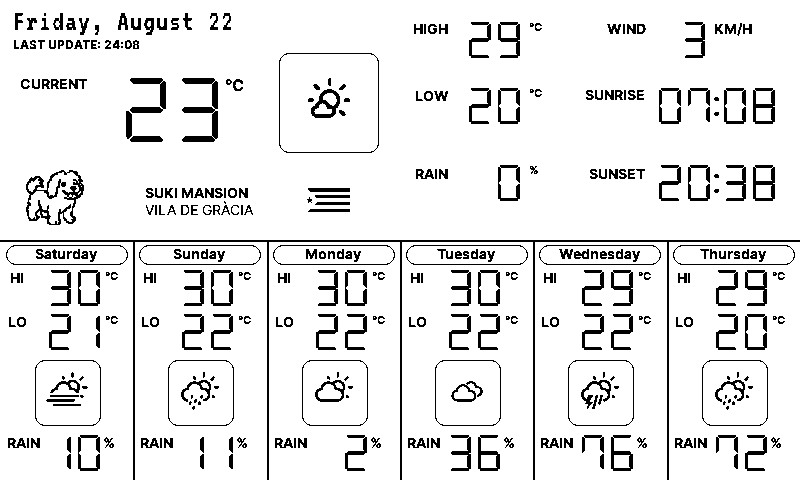 Friday, August 22
LAST UPDATE: 24:08
CURRENT 23 °C
SUKI MANSION
VILA DE GRÀCIA
HIGH 29 °C
LOW 20 °C
RAIN 0 %
WIND 3 KM/H
SUNRISE 07:08
SUNSET 20:38
Saturday
HI 30 °C
LO 21 °C
RAIN 10 %
Sunday
HI 30 °C
LO 22 °C
RAIN 11 %
Monday
HI 30 °C
LO 22 °C
RAIN 2 %
Tuesday
HI 30 °C
LO 22 °C
RAIN 36 %
Wednesday
HI 29 °C
LO 22 °C
RAIN 76 %
Thursday
HI 29 °C
LO 20 °C
RAIN 72 %